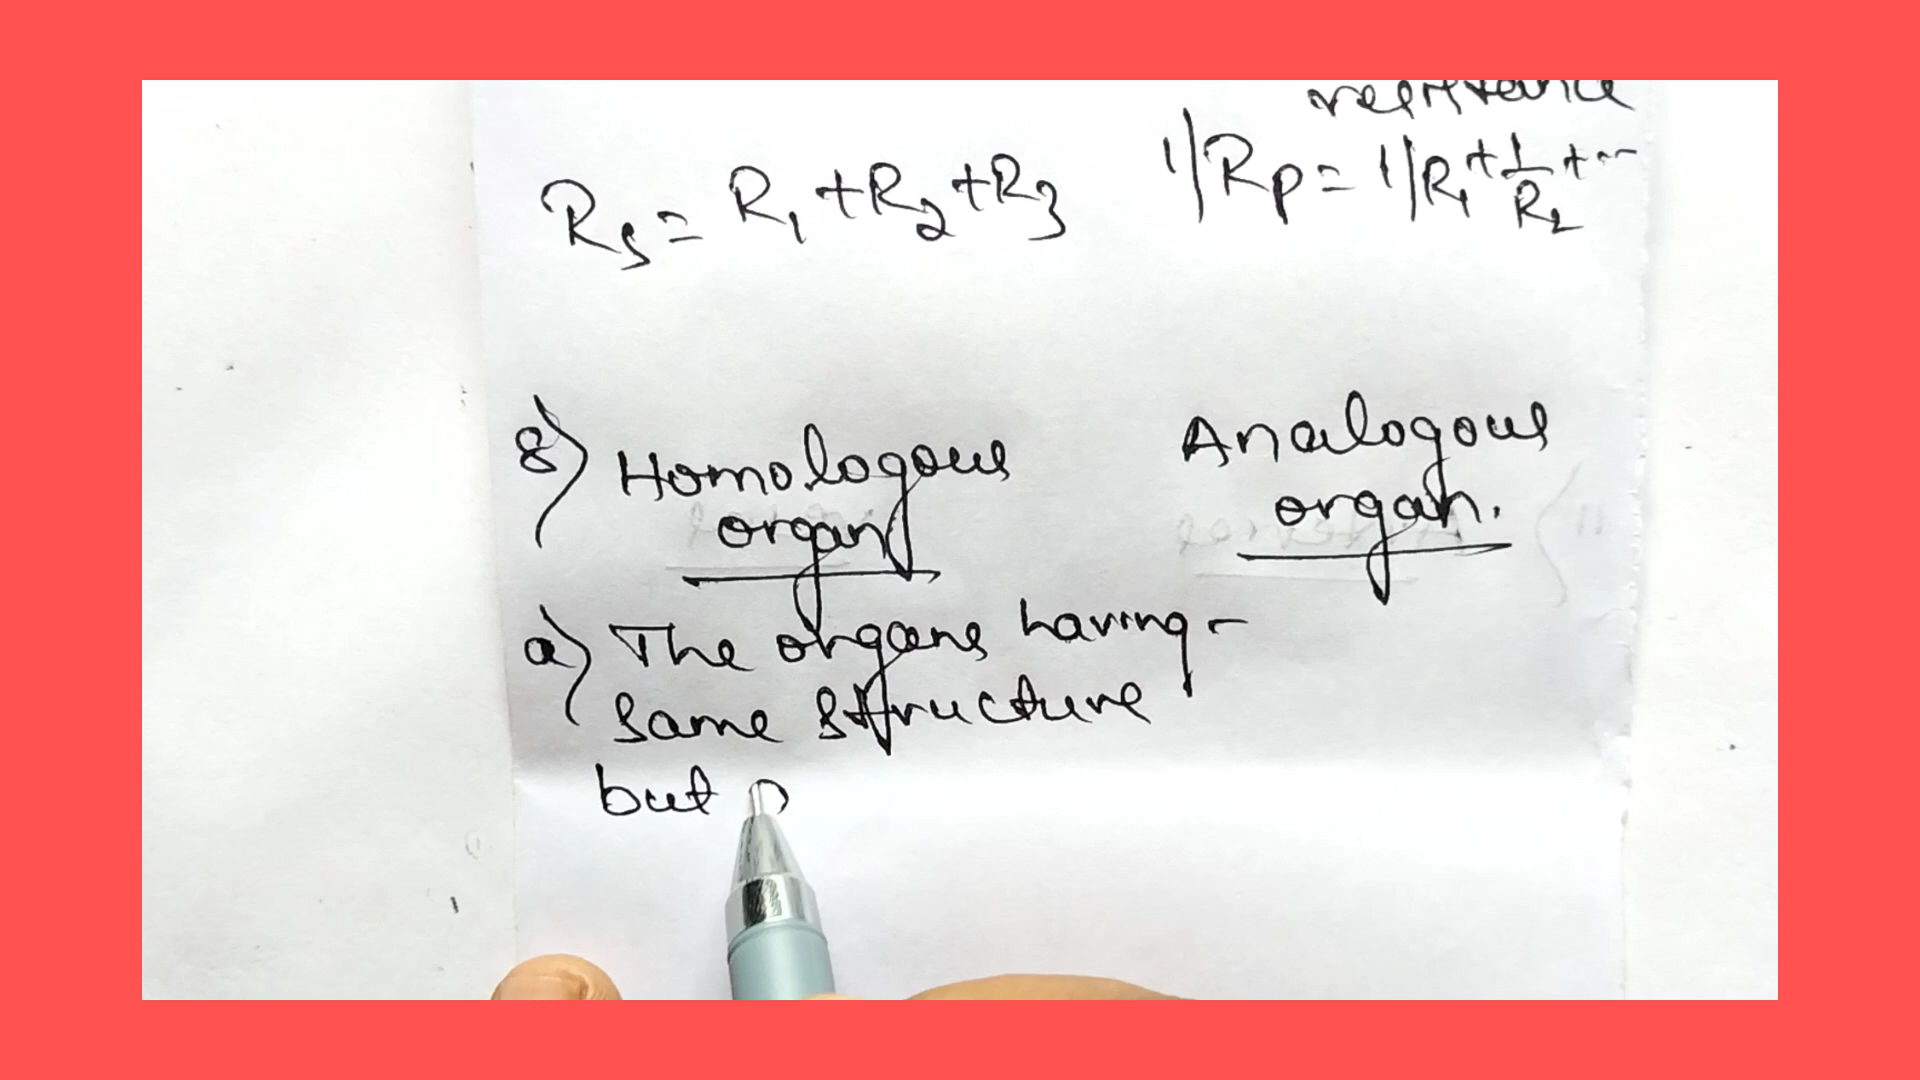 resistance
Rs = R1 + R2 + R3
1/Rp = 1/R1 + 1/R2 + ...
8) Homologous
organ
Analogous
organ.
a) The organs having -
same structure
but